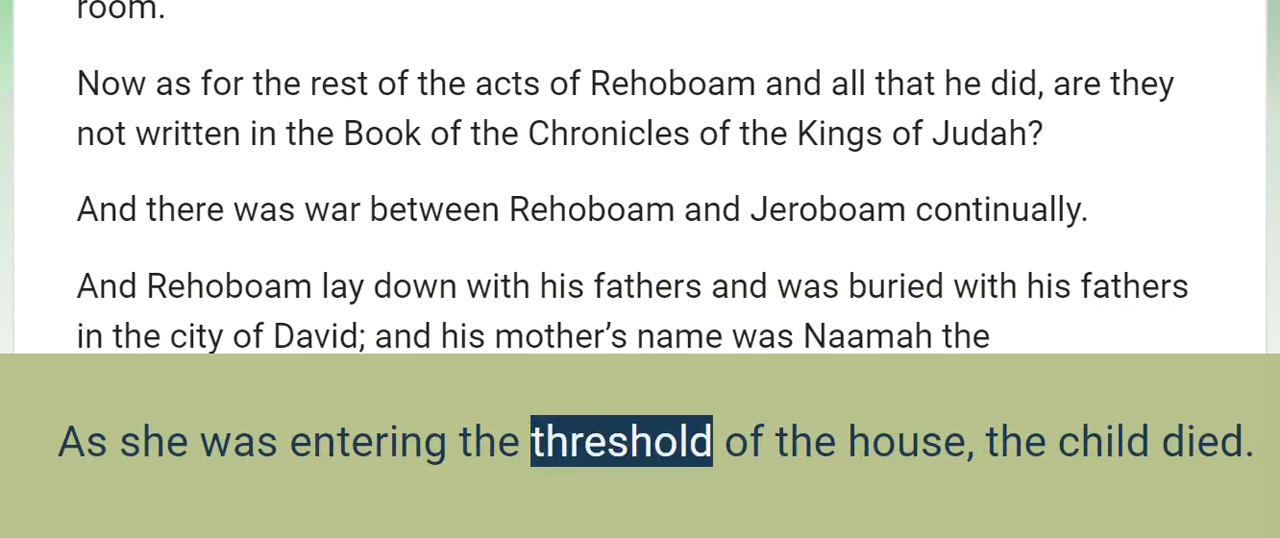 room.
Now as for the rest of the acts of Rehoboam and all that he did, are they
not written in the Book of the Chronicles of the Kings of Judah?
And there was war between Rehoboam and Jeroboam continually.
And Rehoboam lay down with his fathers and was buried with his fathers
in the city of David; and his mother’s name was Naamah the
As she was entering the threshold of the house, the child died.